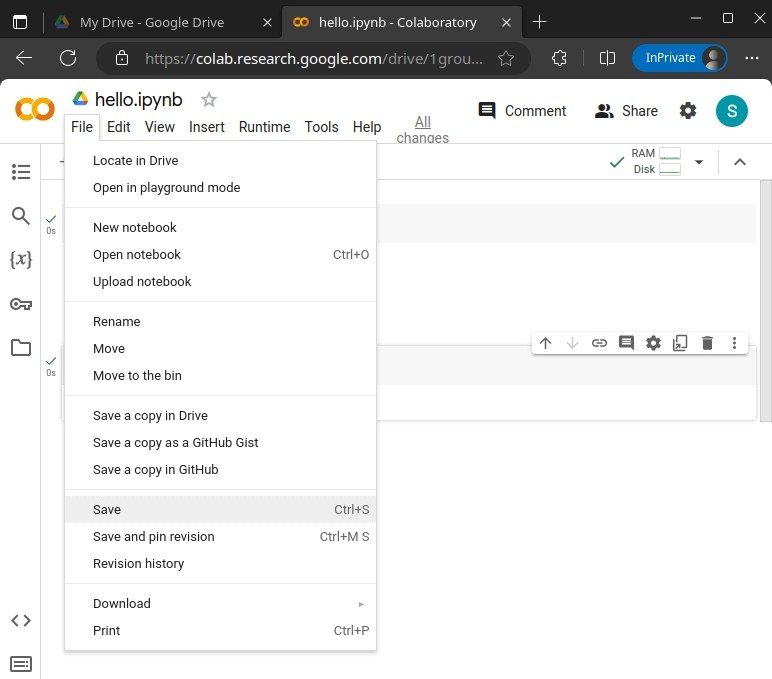 My Drive - Google Drive
hello.ipynb - Colaboratory
https://colab.research.google.com/drive/1grou...
InPrivate
hello.ipynb
File Edit View Insert Runtime Tools Help All changes
Comment
Share
S
RAM
Disk
Locate in Drive
Open in playground mode
New notebook
Open notebook Ctrl+O
Upload notebook
Rename
Move
Move to the bin
Save a copy in Drive
Save a copy as a GitHub Gist
Save a copy in GitHub
Save Ctrl+S
Save and pin revision Ctrl+M S
Revision history
Download
Print Ctrl+P
{x}
0s
0s